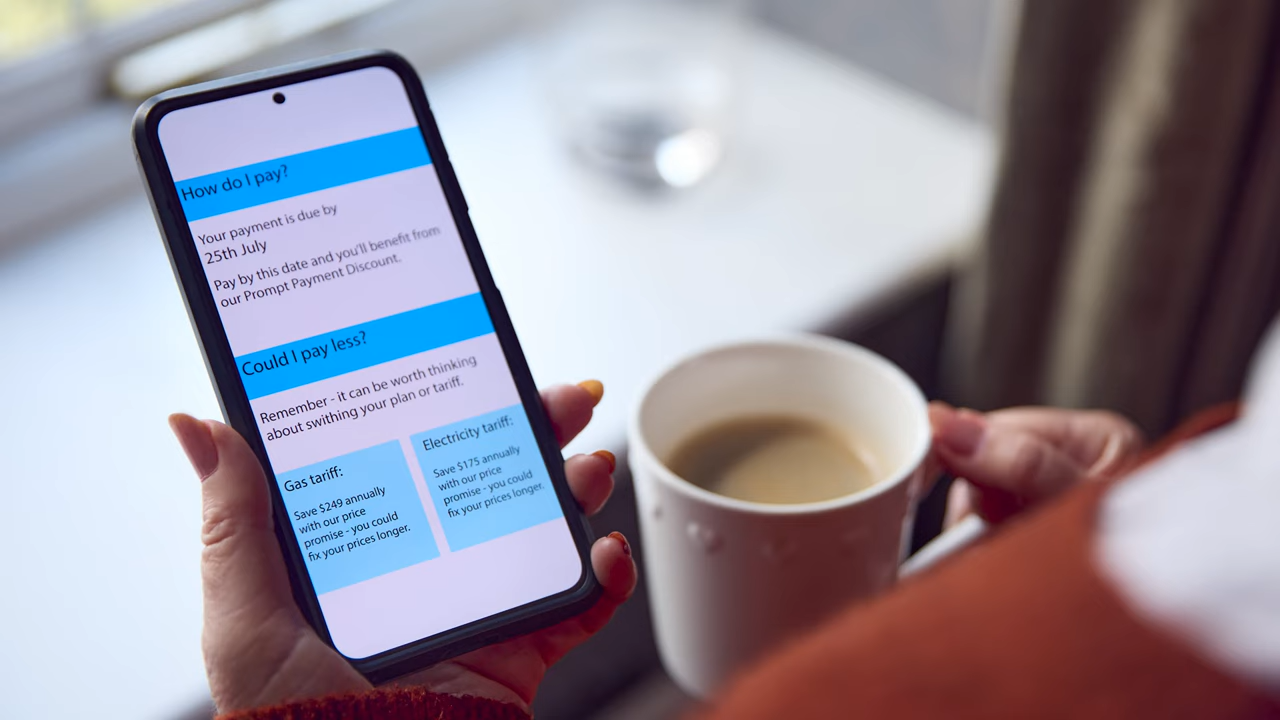 How do I pay?
Your payment is due by
25th July
Pay by this date and you'll benefit from
our Prompt Payment Discount.
Could I pay less?
Remember - it can be worth thinking
about swithing your plan or tariff.
Gas tariff:
Save $249 annually
with our price
promise - you could
fix your prices longer.
Electricity tariff:
Save $175 annually
with our price
promise - you could
fix your prices longer.